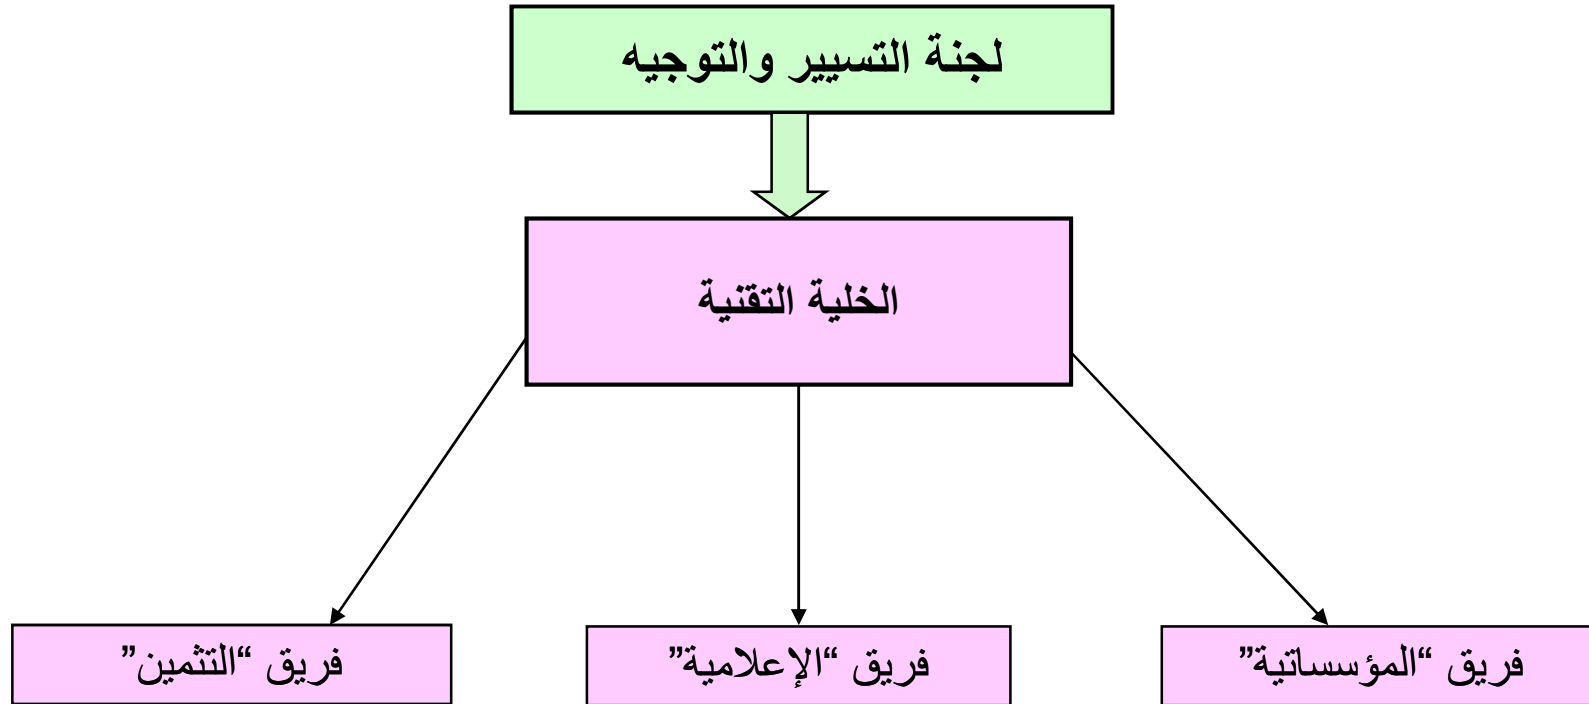 لجنة التسيير والتوجيه
الخلية التقنية
فريق “المؤسساتية”
فريق “الإعلامية”
فريق “التثمين”